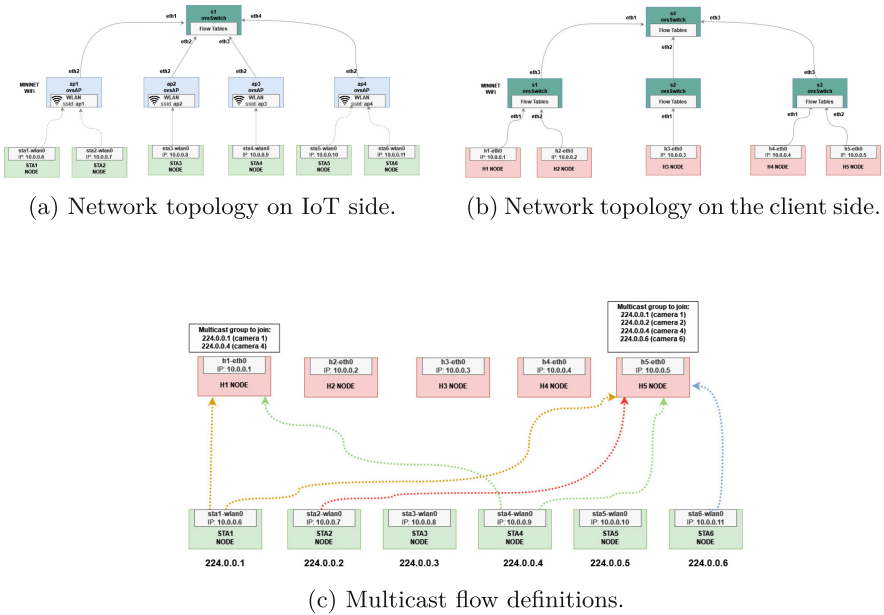 s1
ovsSwitch
Flow Tables
eth1
eth2
eth3
eth4
eth2
eth2
eth2
eth2
MININET
WiFi
ap1
ovsAP
WLAN
ssid: ap1
ap2
ovsAP
WLAN
ssid: ap2
ap3
ovsAP
WLAN
ssid: ap3
ap4
ovsAP
WLAN
ssid: ap4
sta1-wlan0
IP: 10.0.0.6
STA1
NODE
sta2-wlan0
IP: 10.0.0.7
STA2
NODE
sta3-wlan0
IP: 10.0.0.8
STA3
NODE
sta4-wlan0
IP: 10.0.0.9
STA4
NODE
sta5-wlan0
IP: 10.0.0.10
STA5
NODE
sta6-wlan0
IP: 10.0.0.11
STA6
NODE
(a) Network topology on IoT side.
s4
ovsSwitch
Flow Tables
eth1
eth2
eth3
eth3
eth2
eth3
MININET
WiFi
s1
ovsSwitch
Flow Tables
s2
ovsSwitch
Flow Tables
s3
ovsSwitch
Flow Tables
eth1
eth2
eth1
eth1
eth2
h1-eth0
IP: 10.0.0.1
H1 NODE
h2-eth0
IP: 10.0.0.2
H2 NODE
h3-eth0
IP: 10.0.0.3
H3 NODE
h4-eth0
IP: 10.0.0.4
H4 NODE
h5-eth0
IP: 10.0.0.5
H5 NODE
(b) Network topology on the client side.
Multicast group to join:
224.0.0.1 (camera 1)
224.0.0.4 (camera 4)
Multicast group to join:
224.0.0.1 (camera 1)
224.0.0.2 (camera 2)
224.0.0.4 (camera 4)
224.0.0.6 (camera 6)
h1-eth0
IP: 10.0.0.1
H1 NODE
h2-eth0
IP: 10.0.0.2
H2 NODE
h3-eth0
IP: 10.0.0.3
H3 NODE
h4-eth0
IP: 10.0.0.4
H4 NODE
h5-eth0
IP: 10.0.0.5
H5 NODE
sta1-wlan0
IP: 10.0.0.6
STA1
NODE
sta2-wlan0
IP: 10.0.0.7
STA2
NODE
sta3-wlan0
IP: 10.0.0.8
STA3
NODE
sta4-wlan0
IP: 10.0.0.9
STA4
NODE
sta5-wlan0
IP: 10.0.0.10
STA5
NODE
sta6-wlan0
IP: 10.0.0.11
STA6
NODE
224.0.0.1
224.0.0.2
224.0.0.3
224.0.0.4
224.0.0.5
224.0.0.6
(c) Multicast flow definitions.